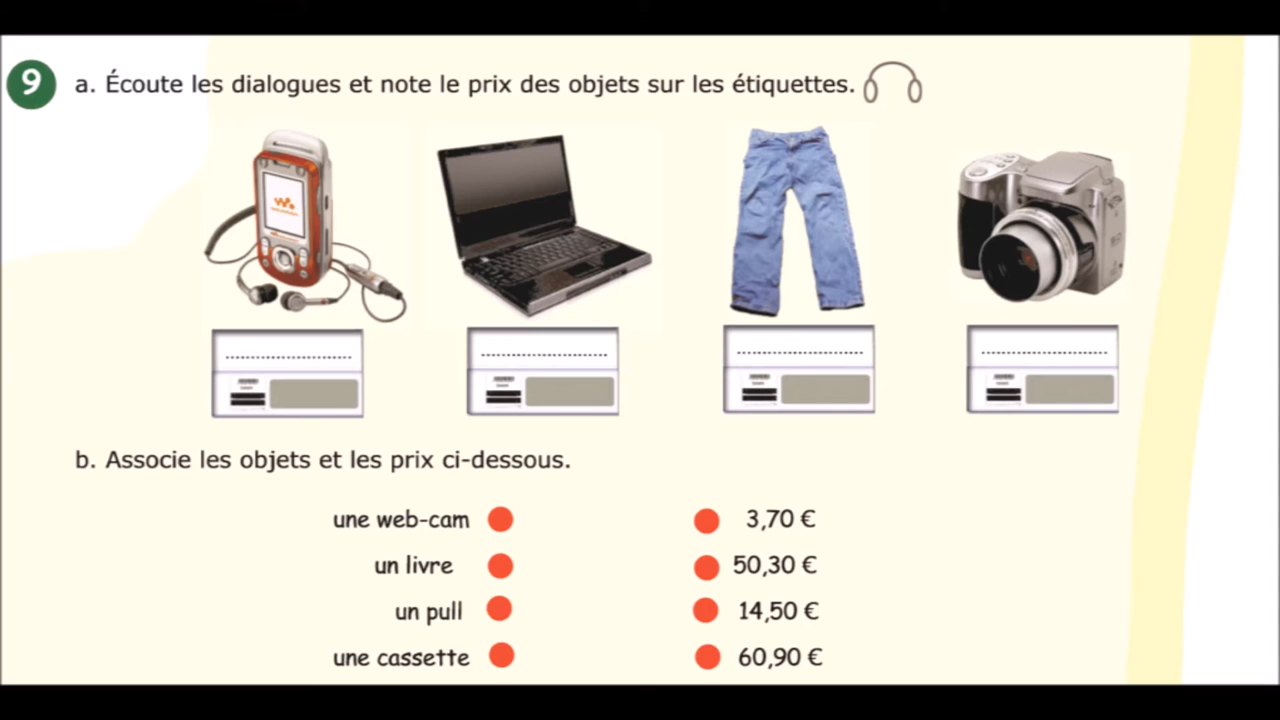 9 a. Écoute les dialogues et note le prix des objets sur les étiquettes.
b. Associe les objets et les prix ci-dessous.
une web-cam 3,70 €
un livre 50,30 €
un pull 14,50 €
une cassette 60,90 €